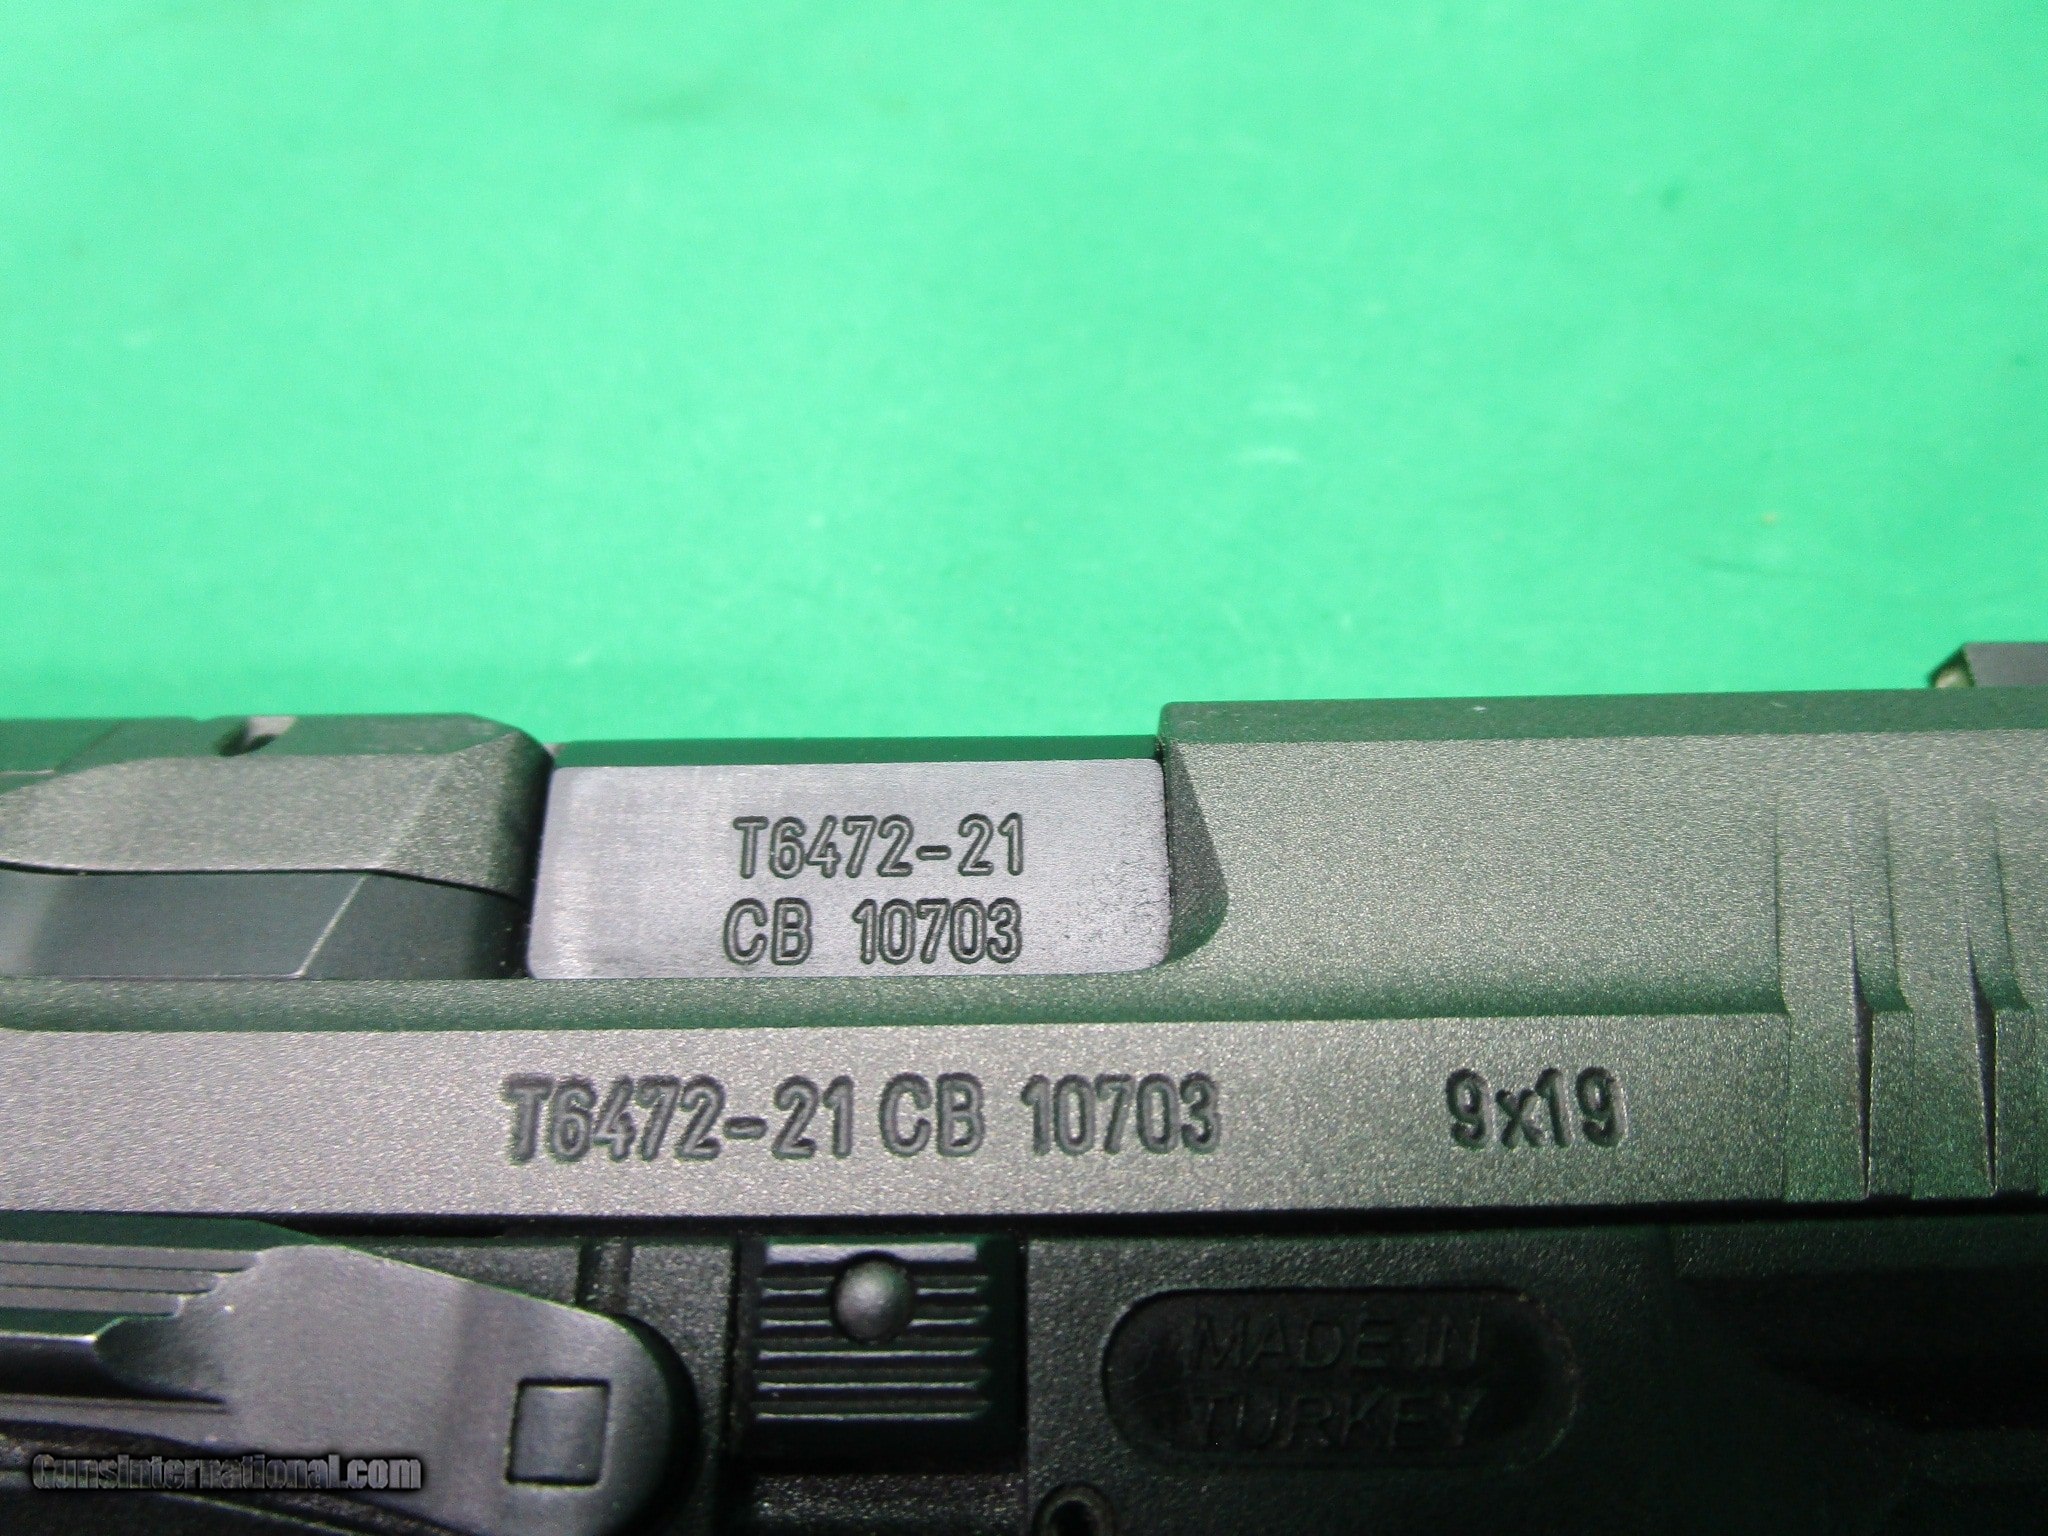 T6472-21
CB 10703
T6472-21 CB 10703 9x19
MADE IN
TURKEY
GunsInternational.com